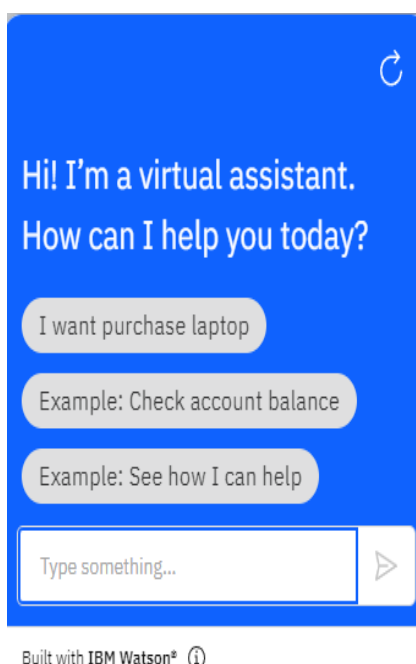 Hi! I'm a virtual assistant.
How can I help you today?
I want purchase laptop
Example: Check account balance
Example: See how I can help
Type something...
Built with IBM Watson®